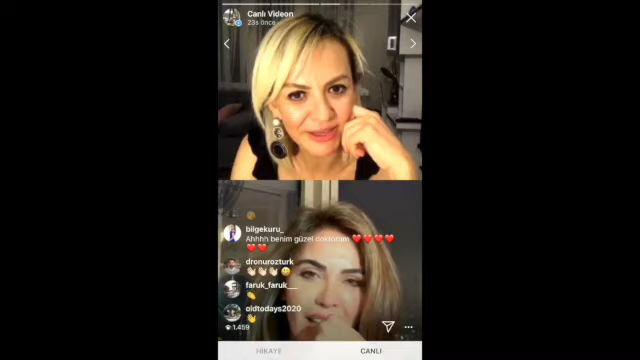 Canlı Videon
23s önce
bilgekuru_
Ahhhh benim güzel doktorum ❤️❤️❤️❤️
❤️❤️
dronurozturk
👏🏻👏🏻👏🏻😀
faruk_faruk___
👏
oldtodays2020
👏
1.459
HİKAYE
CANLI